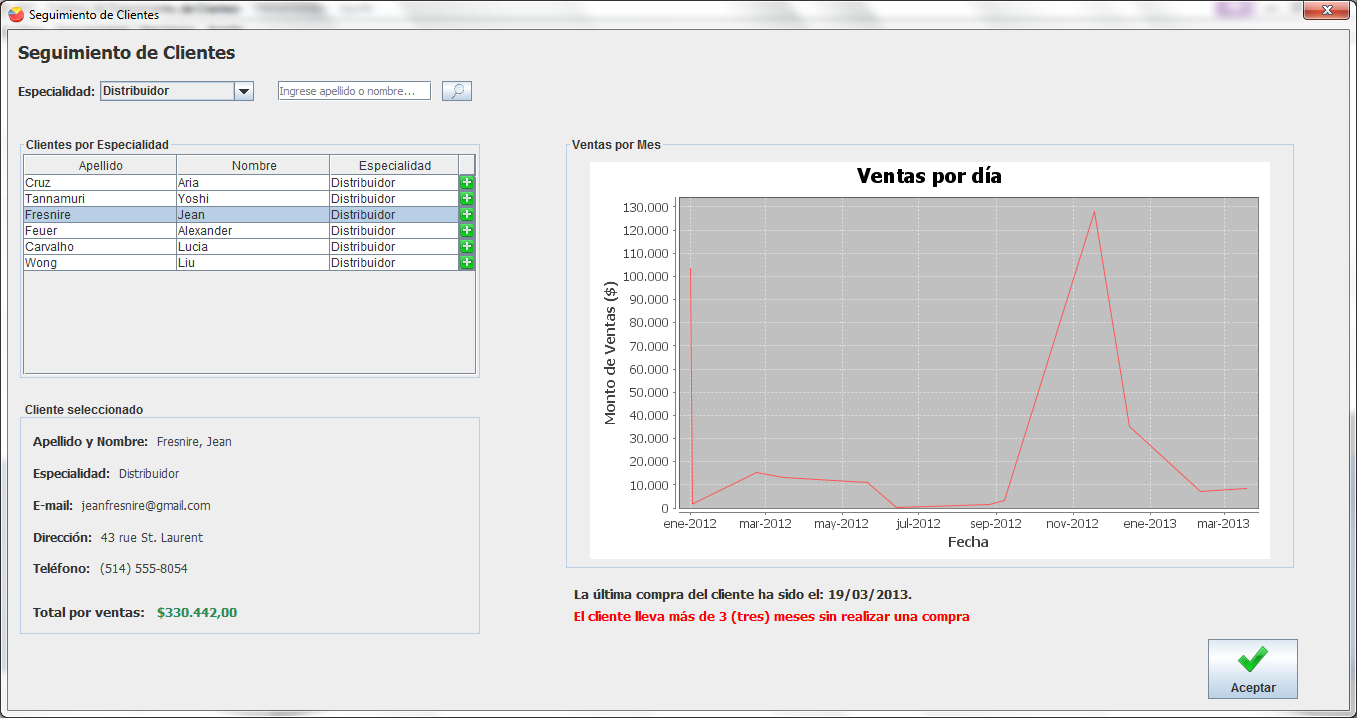 Seguimiento de Clientes
Seguimiento de Clientes
Especialidad: Distribuidor Ingrese apellido o nombre...
Clientes por Especialidad
Apellido Nombre Especialidad
Cruz Aria Distribuidor
Tannamuri Yoshi Distribuidor
Fresnire Jean Distribuidor
Feuer Alexander Distribuidor
Carvalho Lucia Distribuidor
Wong Liu Distribuidor
Cliente seleccionado
Apellido y Nombre: Fresnire, Jean
Especialidad: Distribuidor
E-mail: jeanfresnire@gmail.com
Dirección: 43 rue St. Laurent
Teléfono: (514) 555-8054
Total por ventas: $330.442,00
Ventas por Mes
Ventas por día
Monto de Ventas ($)
130.000
120.000
110.000
100.000
90.000
80.000
70.000
60.000
50.000
40.000
30.000
20.000
10.000
0
ene-2012 mar-2012 may-2012 jul-2012 sep-2012 nov-2012 ene-2013 mar-2013
Fecha
La última compra del cliente ha sido el: 19/03/2013.
El cliente lleva más de 3 (tres) meses sin realizar una compra
Aceptar